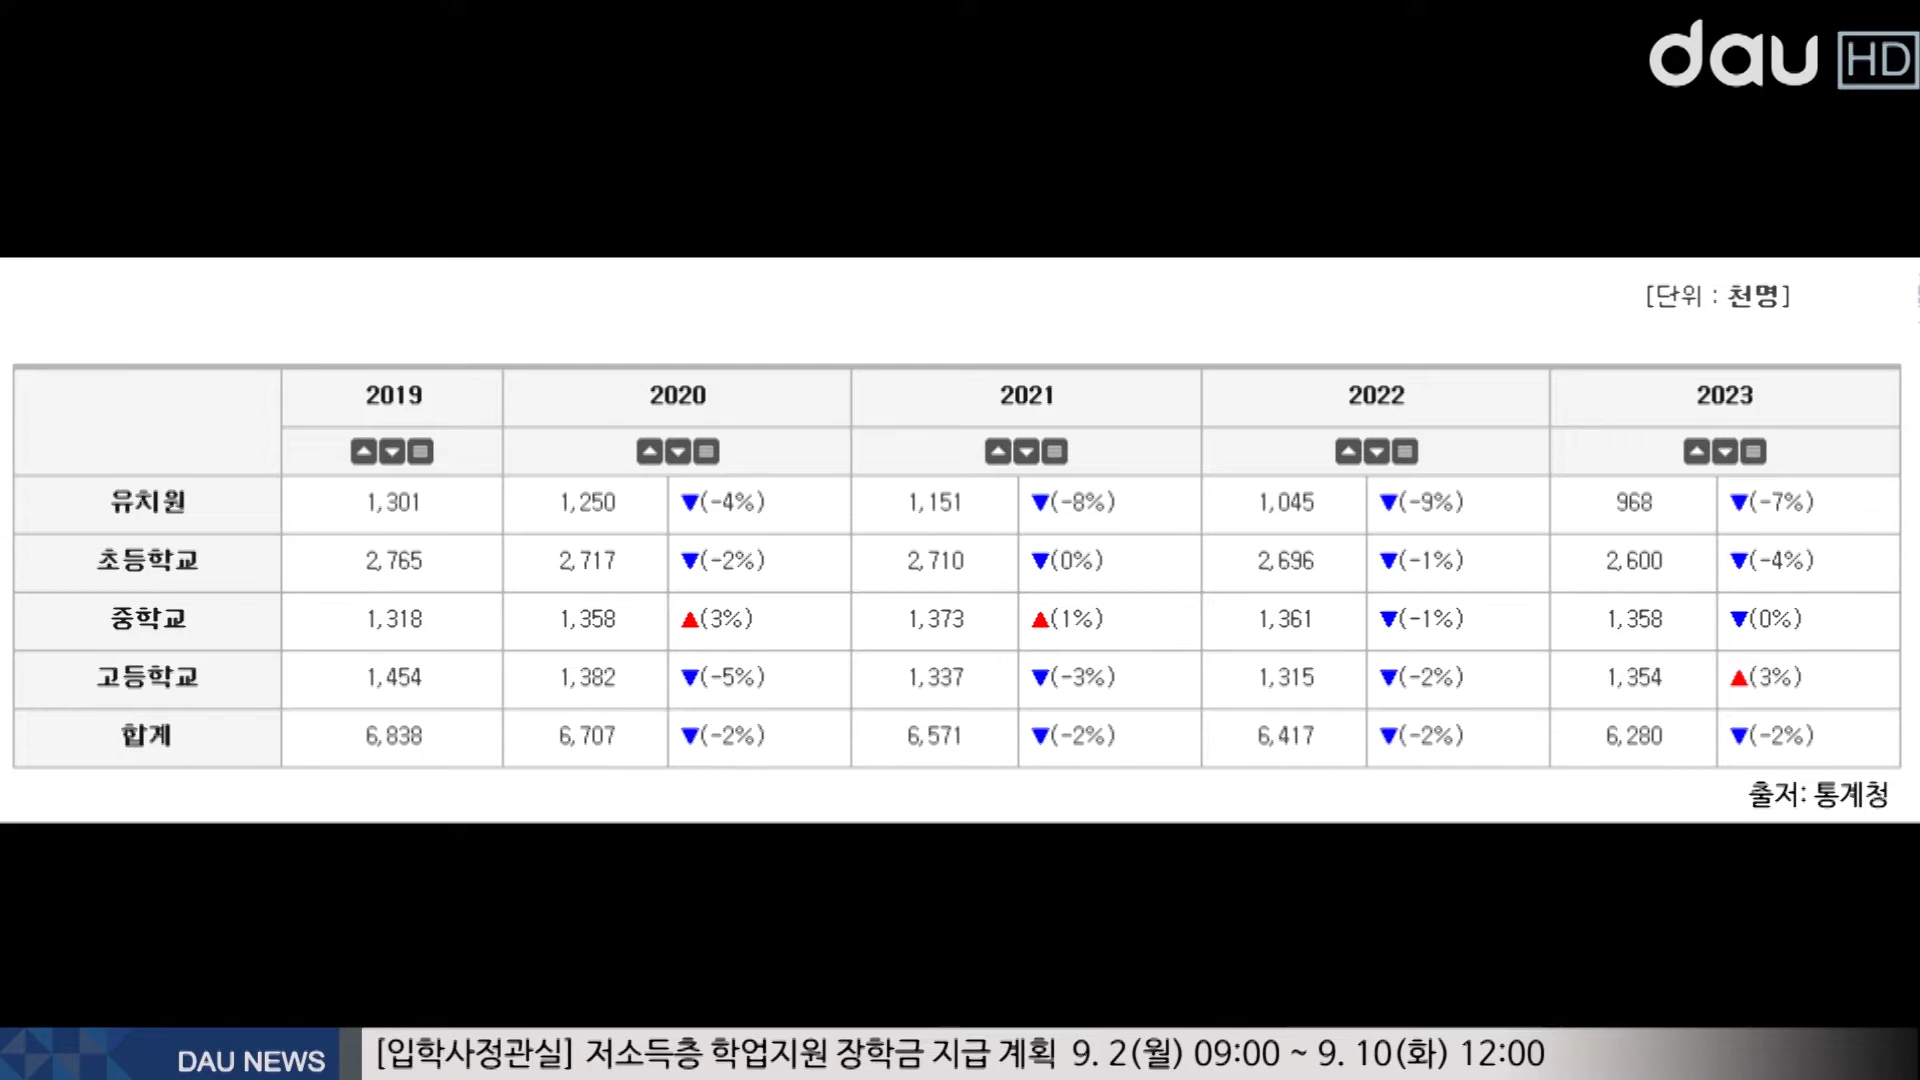 dau HD
[단위 : 천명]
2019 2020 2021 2022 2023
유치원 1,301 1,250 ▼(-4%) 1,151 ▼(-8%) 1,045 ▼(-9%) 968 ▼(-7%)
초등학교 2,765 2,717 ▼(-2%) 2,710 ▼(0%) 2,696 ▼(-1%) 2,600 ▼(-4%)
중학교 1,318 1,358 ▲(3%) 1,373 ▲(1%) 1,361 ▼(-1%) 1,358 ▼(0%)
고등학교 1,454 1,382 ▼(-5%) 1,337 ▼(-3%) 1,315 ▼(-2%) 1,354 ▲(3%)
합계 6,838 6,707 ▼(-2%) 6,571 ▼(-2%) 6,417 ▼(-2%) 6,280 ▼(-2%)
출저: 통계청
DAU NEWS [입학사정관실] 저소득층 학업지원 장학금 지급 계획 9. 2(월) 09:00 ~ 9. 10(화) 12:00